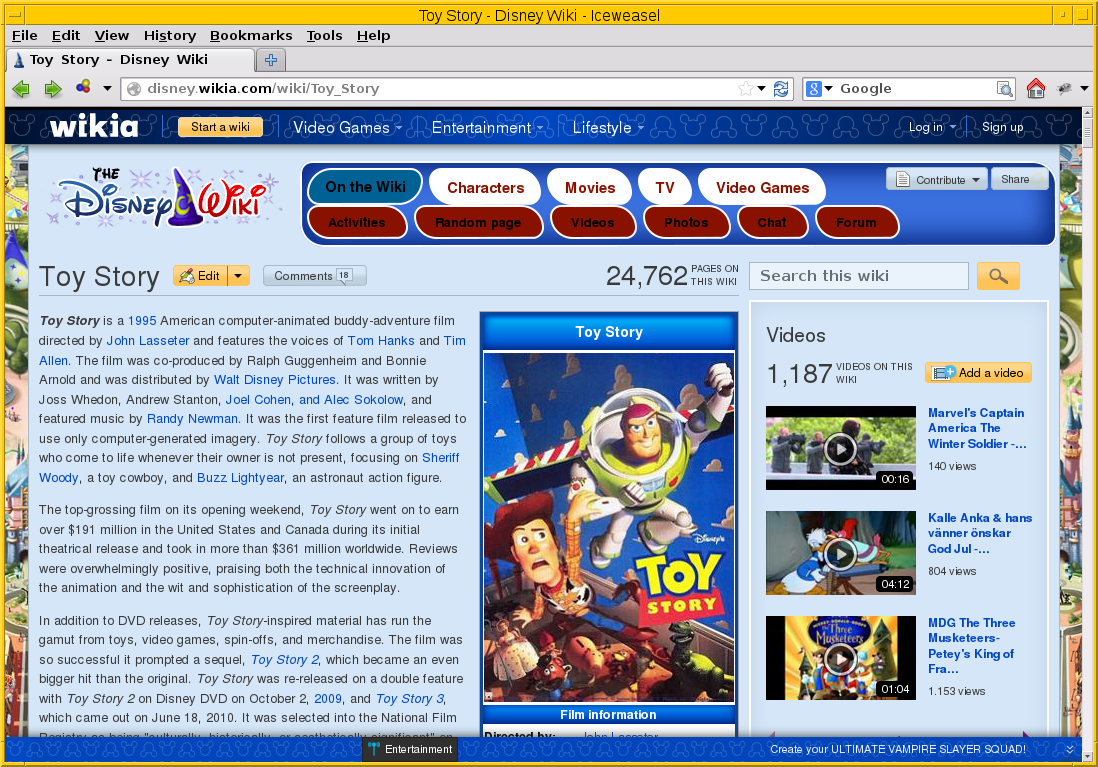 Toy Story - Disney Wiki - Iceweasel
File Edit View History Bookmarks Tools Help
Toy Story - Disney Wiki
disney.wikia.com/wiki/Toy_Story
Google
wikia
Start a wiki
Video Games
Entertainment
Lifestyle
Log in
Sign up
THE DISNEY Wiki
On the Wiki
Characters
Movies
TV
Video Games
Contribute
Share
Activities
Random page
Videos
Photos
Chat
Forum
Toy Story
Edit
Comments 18
24,762 PAGES ON THIS WIKI
Search this wiki
Toy Story is a 1995 American computer-animated buddy-adventure film
directed by John Lasseter and features the voices of Tom Hanks and Tim
Allen. The film was co-produced by Ralph Guggenheim and Bonnie
Arnold and was distributed by Walt Disney Pictures. It was written by
Joss Whedon, Andrew Stanton, Joel Cohen, and Alec Sokolow, and
featured music by Randy Newman. It was the first feature film released to
use only computer-generated imagery. Toy Story follows a group of toys
who come to life whenever their owner is not present, focusing on Sheriff
Woody, a toy cowboy, and Buzz Lightyear, an astronaut action figure.
The top-grossing film on its opening weekend, Toy Story went on to earn
over $191 million in the United States and Canada during its initial
theatrical release and took in more than $361 million worldwide. Reviews
were overwhelmingly positive, praising both the technical innovation of
the animation and the wit and sophistication of the screenplay.
In addition to DVD releases, Toy Story-inspired material has run the
gamut from toys, video games, spin-offs, and merchandise. The film was
so successful it prompted a sequel, Toy Story 2, which became an even
bigger hit than the original. Toy Story was re-released on a double feature
with Toy Story 2 on Disney DVD on October 2, 2009, and Toy Story 3,
which came out on June 18, 2010. It was selected into the National Film
Registry as being "culturally, historically, or aesthetically significant" on
Toy Story
Disney's
TOY
STORY
Film information
Directed by: John Lasseter
Videos
1,187 VIDEOS ON THIS WIKI
Add a video
00:16
Marvel's Captain
America The
Winter Soldier -...
140 views
04:12
Kalle Anka & hans
vänner önskar
God Jul -...
804 views
The Three
Musketeers
01:04
MDG The Three
Musketeers-
Petey's King of
Fra...
1.153 views
Entertainment
Create your ULTIMATE VAMPIRE SLAYER SQUAD!